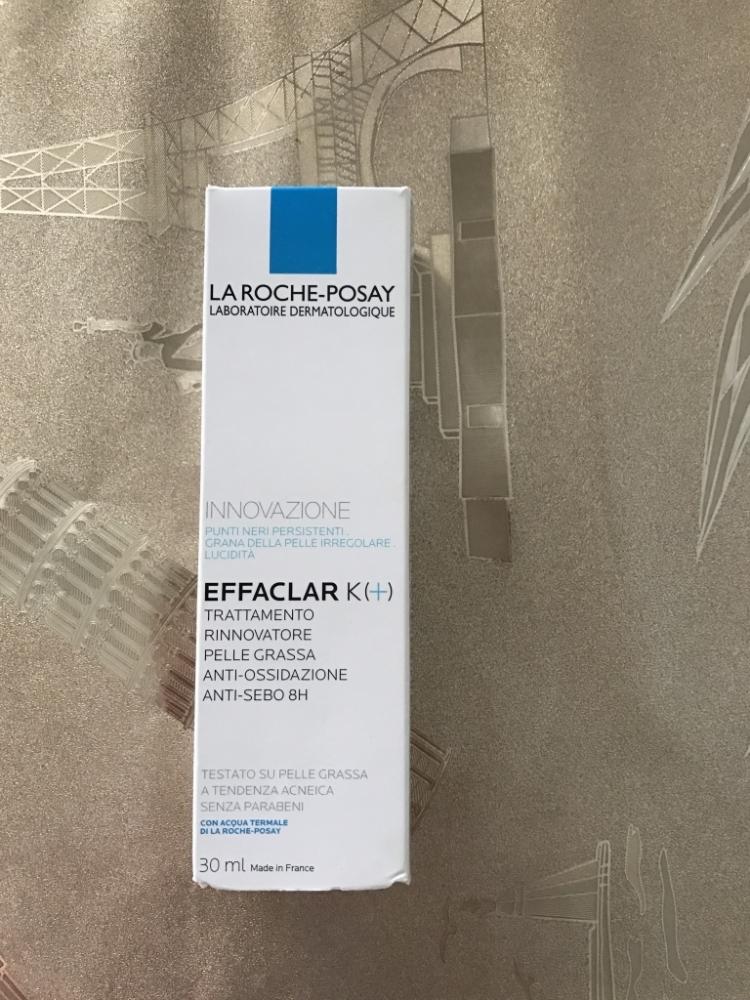 LA ROCHE-POSAY
LABORATOIRE DERMATOLOGIQUE
INNOVAZIONE
PUNTI NERI PERSISTENTI .
GRANA DELLA PELLE IRREGOLARE .
LUCIDITÀ
EFFACLAR K(+)
TRATTAMENTO
RINNOVATORE
PELLE GRASSA
ANTI-OSSIDAZIONE
ANTI-SEBO 8H
TESTATO SU PELLE GRASSA
A TENDENZA ACNEICA
SENZA PARABENI
CON ACQUA TERMALE
DI LA ROCHE-POSAY
30 ml Made in France